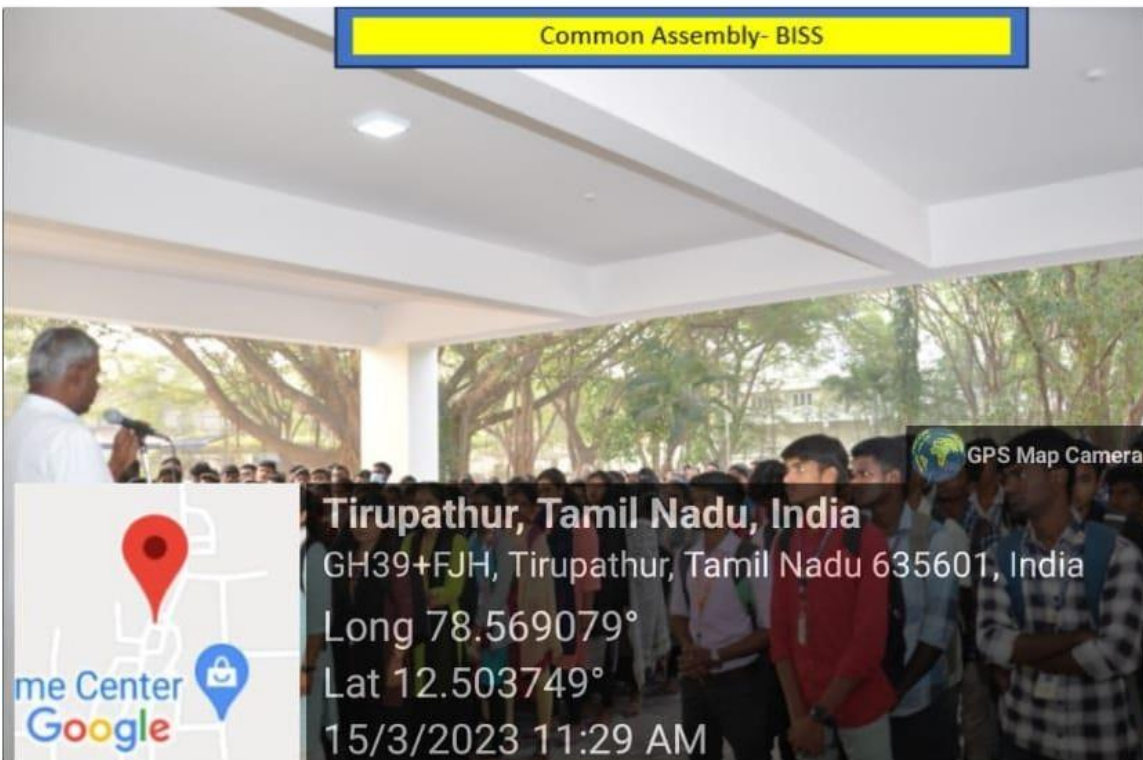 Common Assembly- BISS
GPS Map Camera
Tirupathur, Tamil Nadu, India
GH39+FJH, Tirupathur, Tamil Nadu 635601, India
Long 78.569079°
Lat 12.503749°
15/3/2023 11:29 AM
me Center
Google